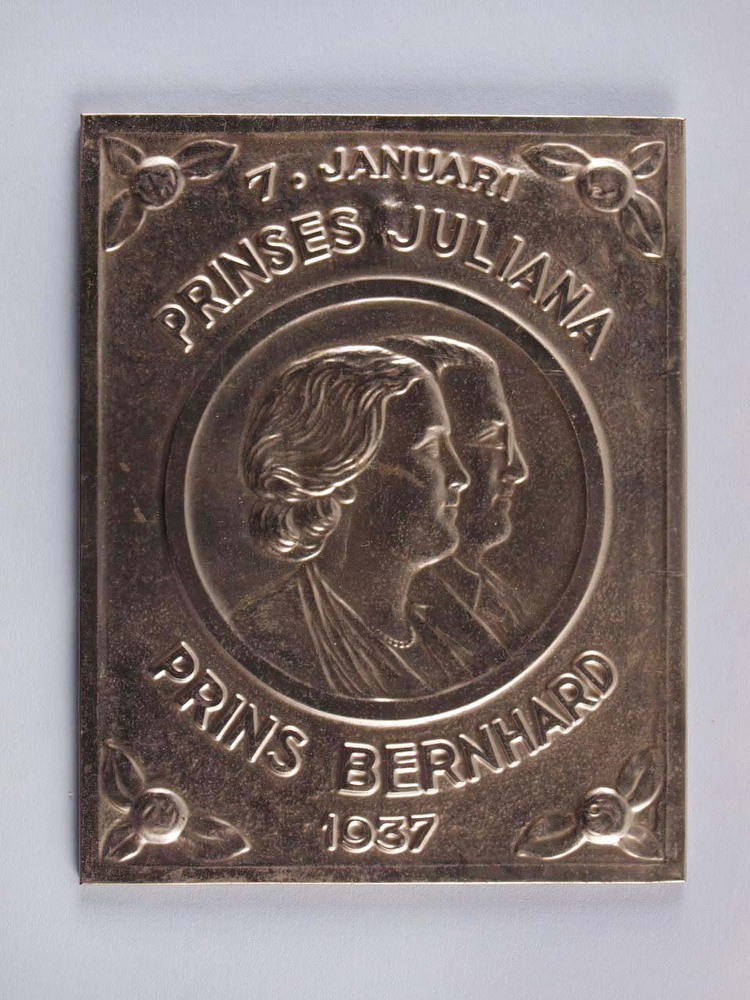 7. JANUARI
PRINSES JULIANA
PRINS BERNHARD
1937